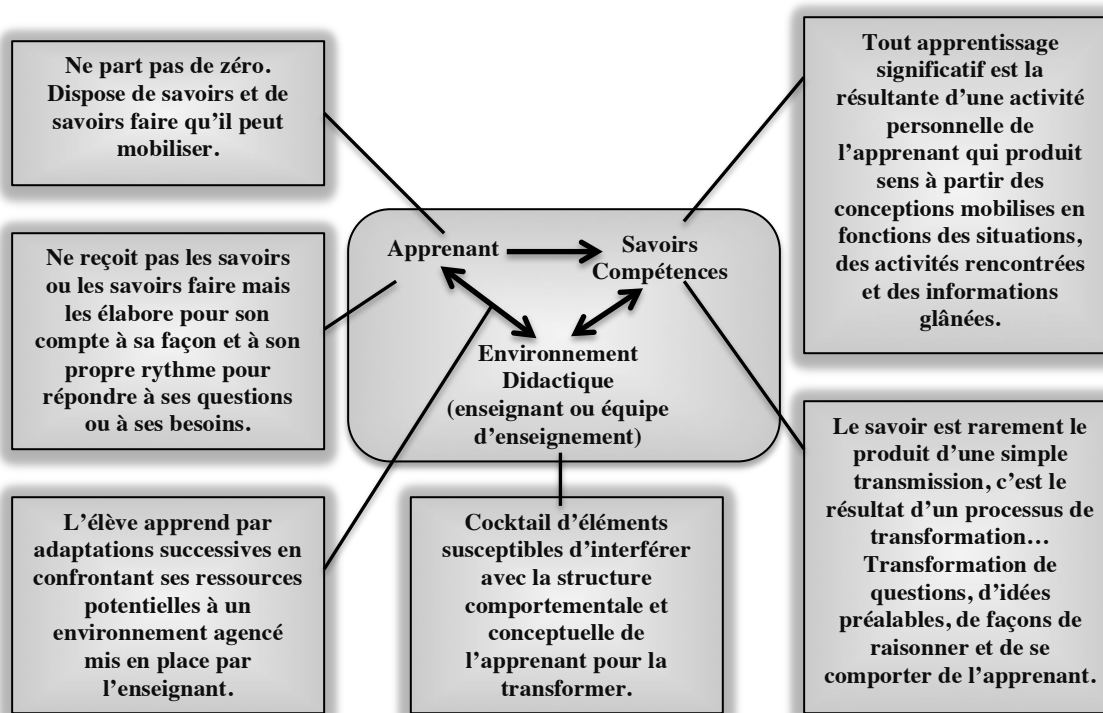 Ne part pas de zéro.
Dispose de savoirs et de
savoirs faire qu'il peut
mobiliser.
Tout apprentissage
significatif est la
résultante d'une activité
personnelle de
l'apprenant qui produit
sens à partir des
conceptions mobilises en
fonctions des situations,
des activités rencontrées
et des informations
glânées.
Ne reçoit pas les savoirs
ou les savoirs faire mais
les élabore pour son
compte à sa façon et à son
propre rythme pour
répondre à ses questions
ou à ses besoins.
Apprenant
Savoirs
Compétences
Environnement
Didactique
(enseignant ou équipe
d'enseignement)
L'élève apprend par
adaptations successives en
confrontant ses ressources
potentielles à un
environnement agencé
mis en place par
l'enseignant.
Cocktail d'éléments
susceptibles d'interférer
avec la structure
comportementale et
conceptuelle de
l'apprenant pour la
transformer.
Le savoir est rarement le
produit d'une simple
transmission, c'est le
résultat d'un processus de
transformation…
Transformation de
questions, d'idées
préalables, de façons de
raisonner et de se
comporter de l'apprenant.